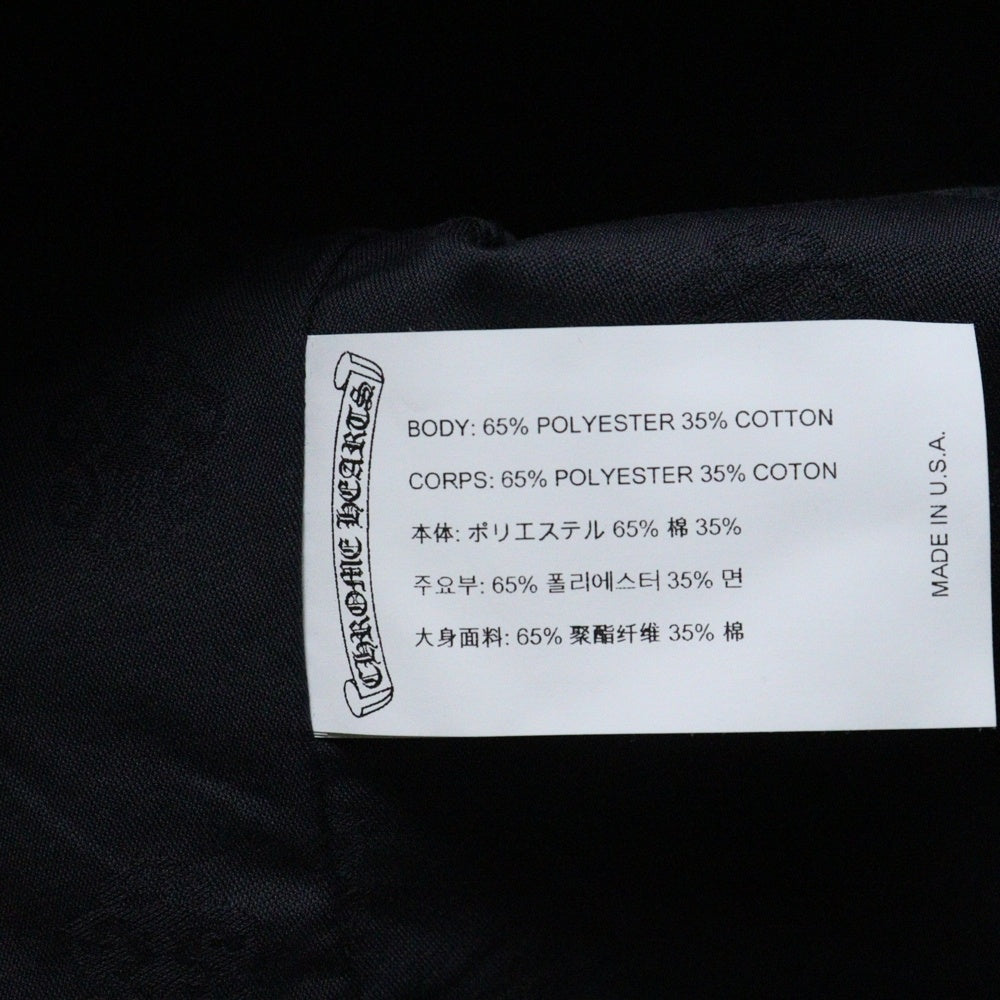 CHROME HEARTS
BODY: 65% POLYESTER 35% COTTON
CORPS: 65% POLYESTER 35% COTON
本体: ポリエステル 65% 棉 35%
주요부: 65% 폴리에스터 35% 면
大身面料: 65% 聚酯纤维 35% 棉
MADE IN U.S.A.